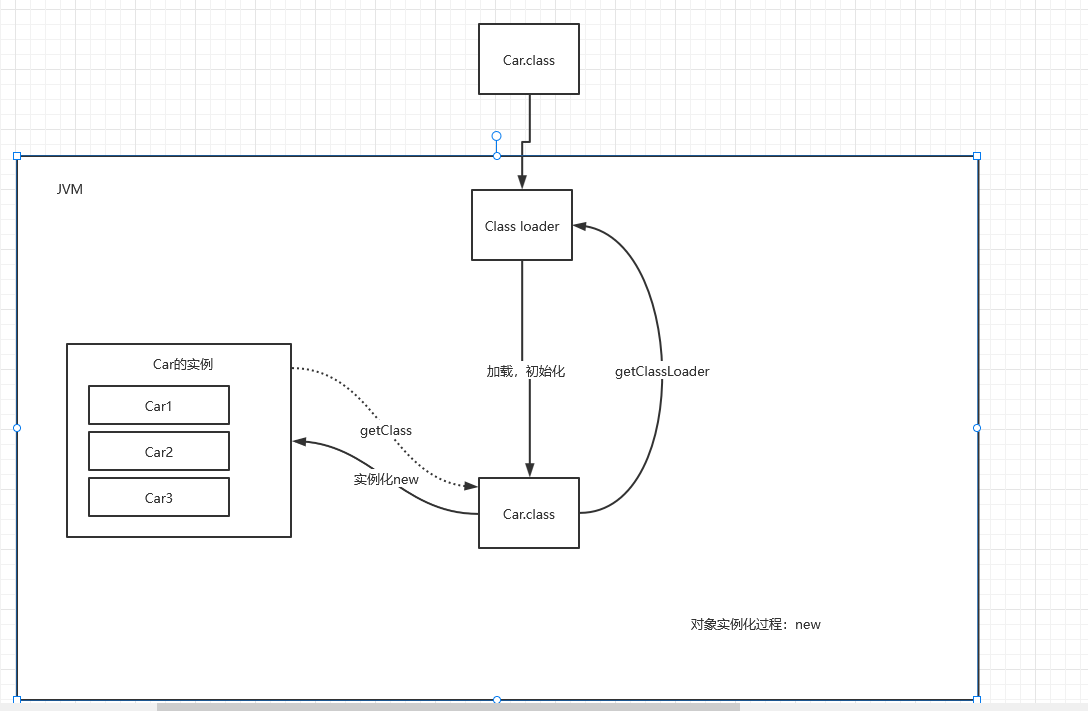 Car.class
JVM
Class loader
加载，初始化
getClassLoader
Car的实例
Car1
Car2
Car3
getClass
实例化new
Car.class
对象实例化过程：new